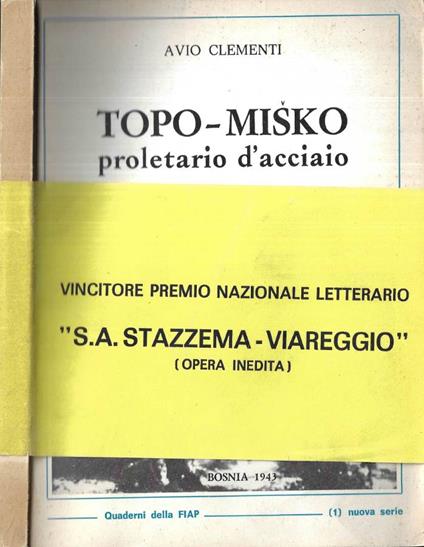 AVIO CLEMENTI
TOPO-MIŠKO
proletario d'acciaio
VINCITORE PREMIO NAZIONALE LETTERARIO
"S.A. STAZZEMA-VIAREGGIO"
(OPERA INEDITA)
BOSNIA 1943
Quaderni della FIAP (1) nuova serie